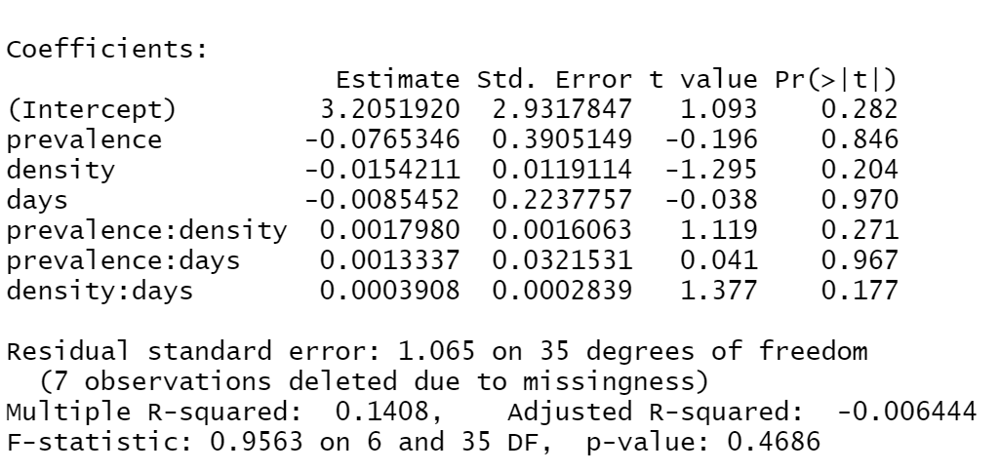 Coefficients:
Estimate Std. Error t value Pr(>|t|)
(Intercept) 3.2051920 2.9317847 1.093 0.282
prevalence -0.0765346 0.3905149 -0.196 0.846
density -0.0154211 0.0119114 -1.295 0.204
days -0.0085452 0.2237757 -0.038 0.970
prevalence:density 0.0017980 0.0016063 1.119 0.271
prevalence:days 0.0013337 0.0321531 0.041 0.967
density:days 0.0003908 0.0002839 1.377 0.177
Residual standard error: 1.065 on 35 degrees of freedom
(7 observations deleted due to missingness)
Multiple R-squared: 0.1408, Adjusted R-squared: -0.006444
F-statistic: 0.9563 on 6 and 35 DF, p-value: 0.4686